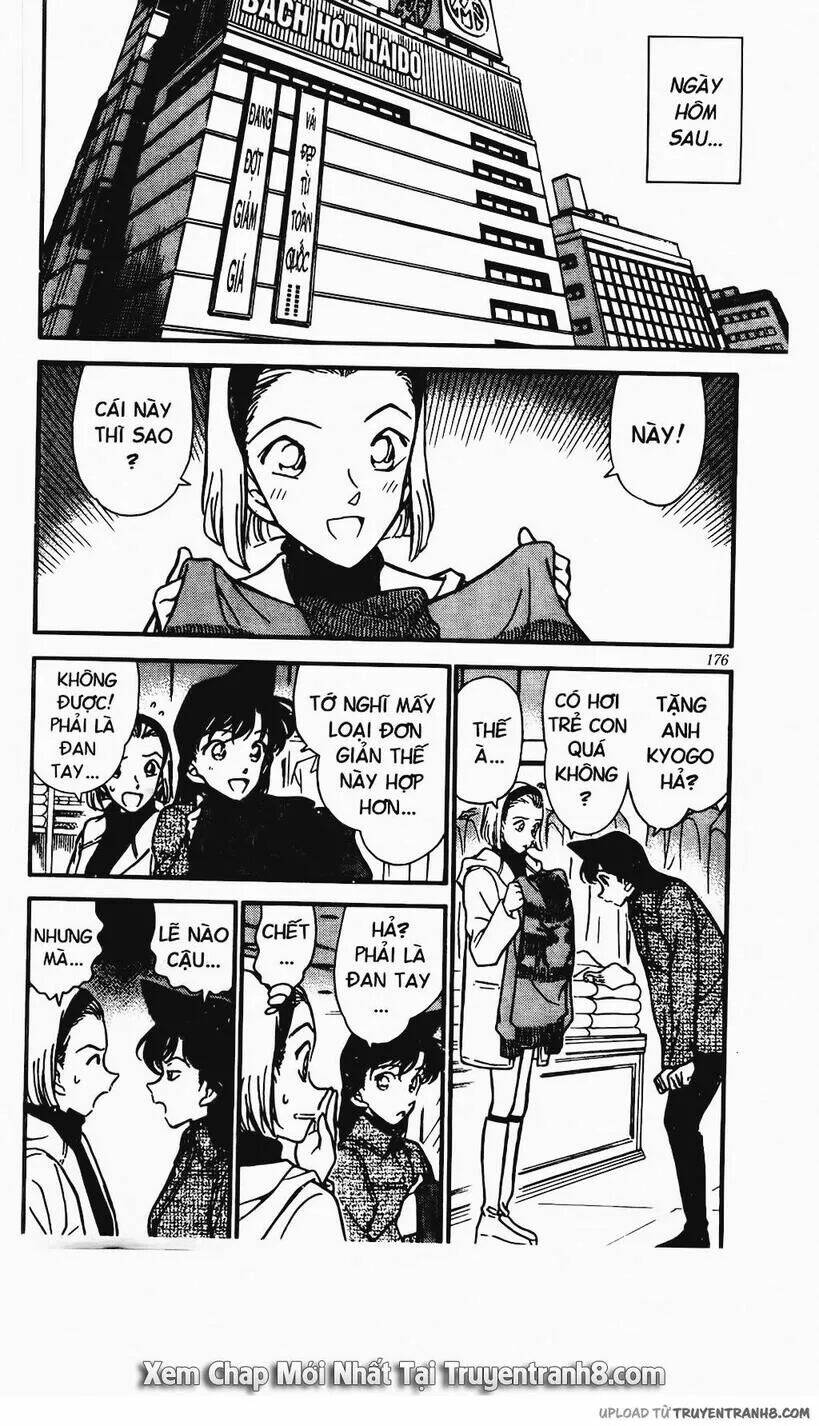 BÁCH HÓA HAIDO
ĐANG
ĐỢT
GIẢM
GIÁ
VẢI
ĐẸP
TỪ
TOÀN
QUỐC
NGÀY
HÔM
SAU...
NÀY!
CÁI NÀY
THÌ SAO
?
176
TẶNG
ANH
KYOGO
HẢ?
CÓ HƠI
TRẺ CON
QUÁ
KHÔNG
?
THẾ
À...
TỚ NGHĨ MẤY
LOẠI ĐƠN
GIẢN THẾ
NÀY HỢP
HƠN...
KHÔNG
ĐƯỢC!
PHẢI LÀ
ĐAN
TAY...
HẢ?
PHẢI LÀ
ĐAN TAY
...
CHẾT
...
LẼ NÀO
CẬU...
NHƯNG
MÀ...
Xem Chap Mới Nhất Tại Truyentranh8.com
UPLOAD TỪ TRUYENTRANH8.COM